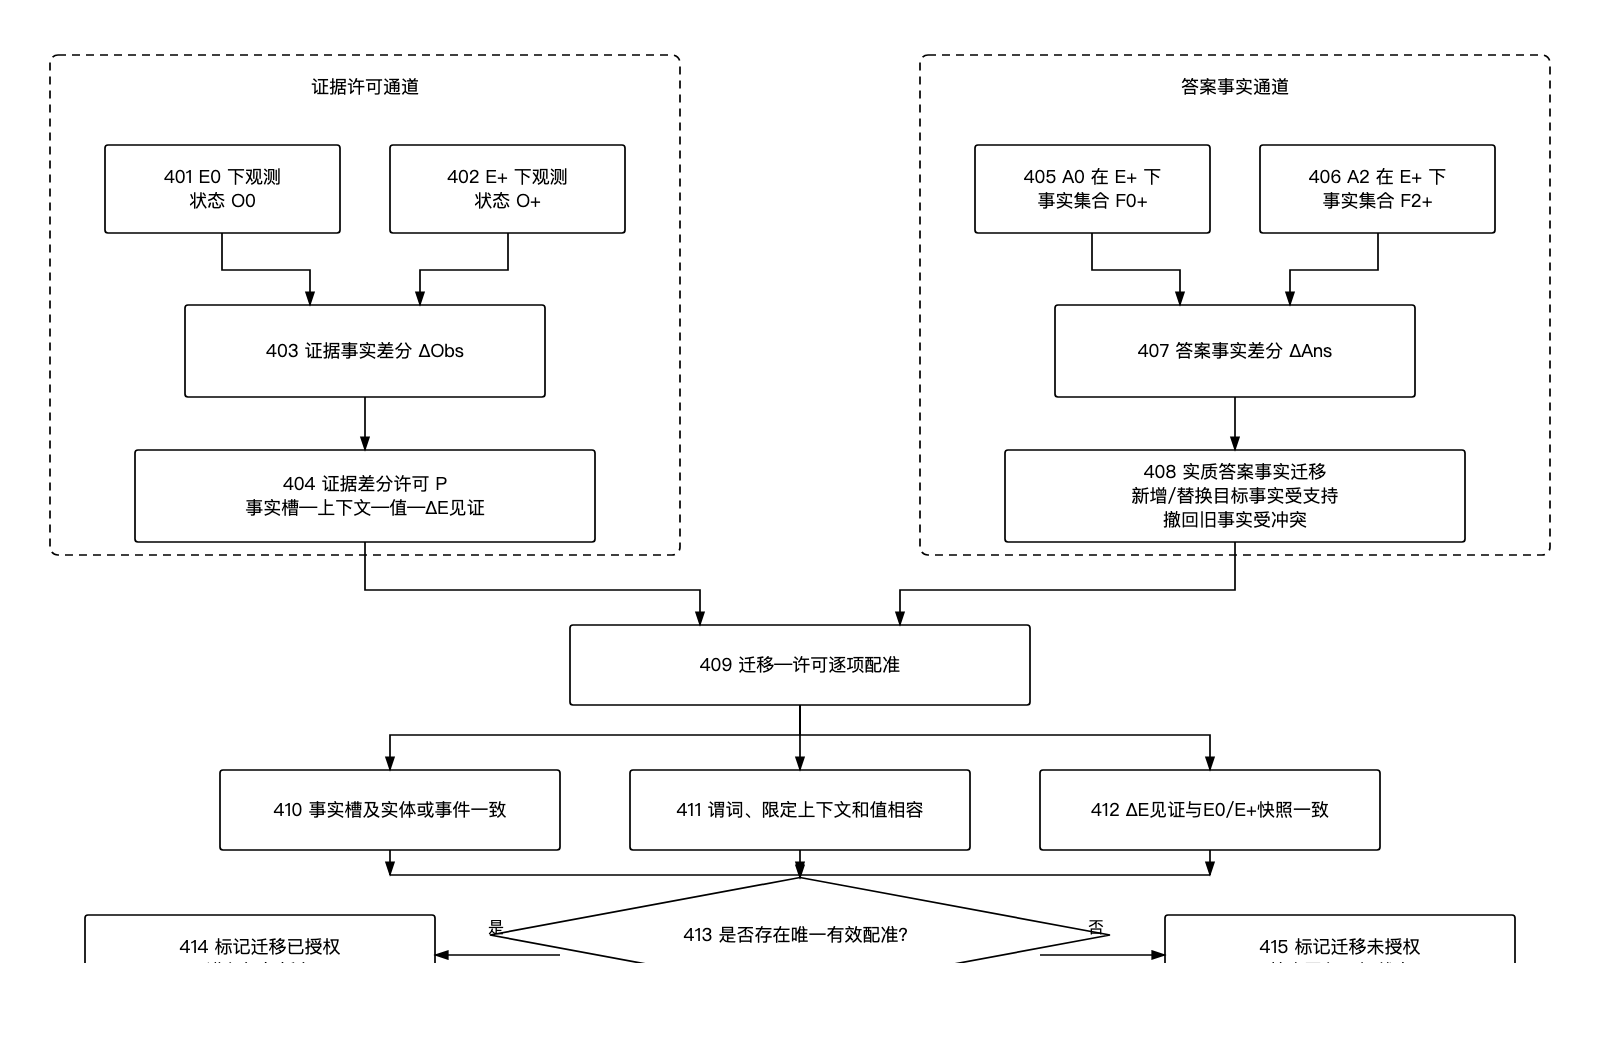 证据许可通道
答案事实通道
401 E0 下观测
状态 O0
402 E+ 下观测
状态 O+
405 A0 在 E+ 下
事实集合 F0+
406 A2 在 E+ 下
事实集合 F2+
403 证据事实差分 ΔObs
407 答案事实差分 ΔAns
404 证据差分许可 P
事实槽—上下文—值—ΔE见证
408 实质答案事实迁移
新增/替换目标事实受支持
撤回旧事实受冲突
409 迁移—许可逐项配准
410 事实槽及实体或事件一致
411 谓词、限定上下文和值相容
412 ΔE见证与E0/E+快照一致
是
否
413 是否存在唯一有效配准?
414 标记迁移已授权
415 标记迁移未授权